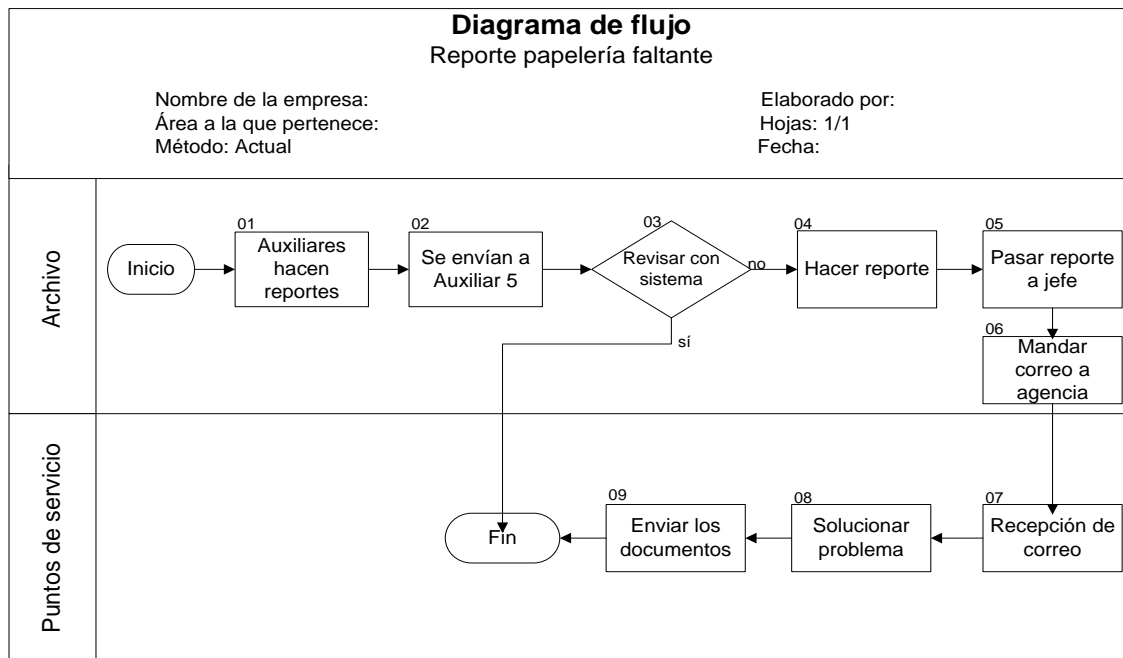 Diagrama de flujo
Reporte papelería faltante
Nombre de la empresa:
Área a la que pertenece:
Método: Actual
Elaborado por:
Hojas: 1/1
Fecha:
Archivo
Inicio
01
Auxiliares
hacen
reportes
02
Se envían a
Auxiliar 5
03
Revisar con
sistema
no
sí
04
Hacer reporte
05
Pasar reporte
a jefe
06
Mandar
correo a
agencia
Puntos de servicio
07
Recepción de
correo
08
Solucionar
problema
09
Enviar los
documentos
Fin